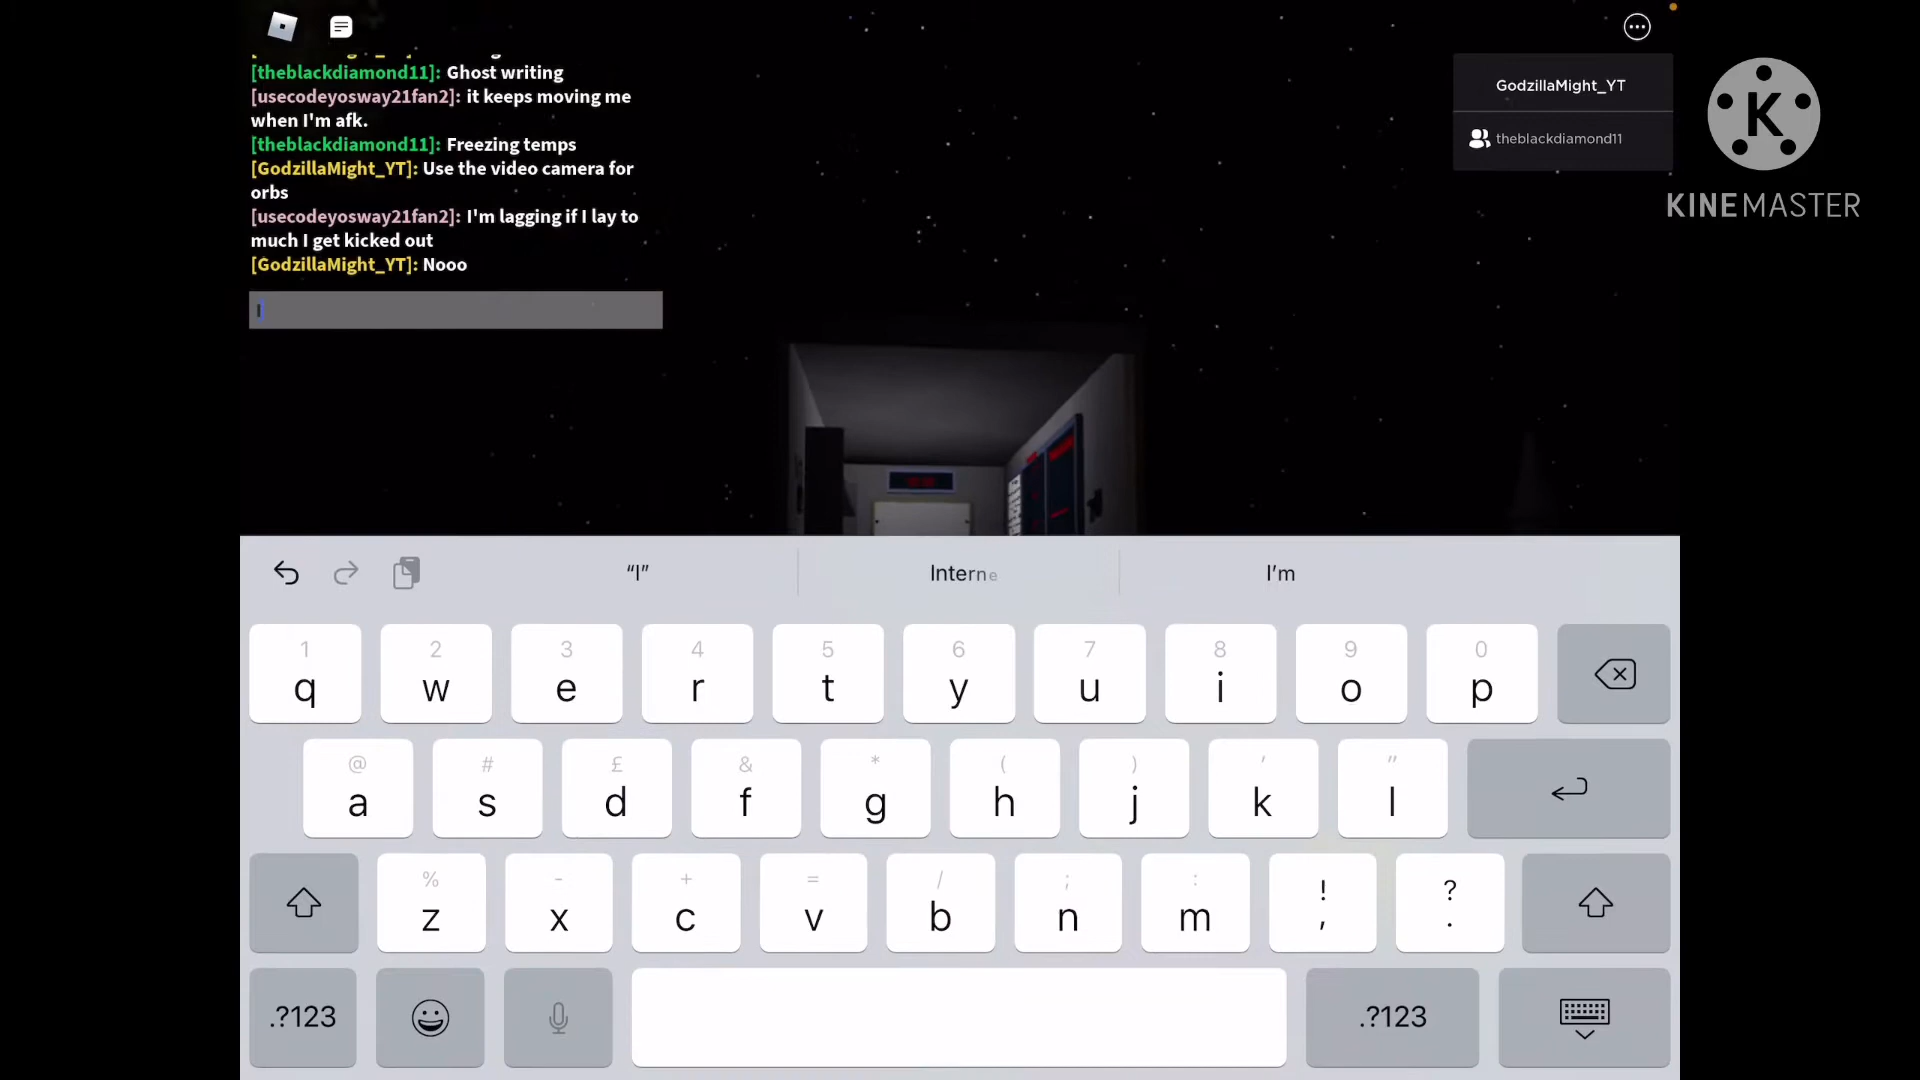 [theblackdiamond11]: Ghost writing
[usecodeyosway21fan2]: it keeps moving me
when I'm afk.
[theblackdiamond11]: Freezing temps
[GodzillaMight_YT]: Use the video camera for
orbs
[usecodeyosway21fan2]: I'm lagging if I lay to
much I get kicked out
[GodzillaMight_YT]: Nooo
I
GodzillaMight_YT
theblackdiamond11
K
KINEMASTER
“I” Interne I’m
1 2 3 4 5 6 7 8 9 0
q w e r t y u i o p
@ # £ & * ( ) ' "
a s d f g h j k l
% - + = / ; : ! ?
z x c v b n m , .
.?123 .?123